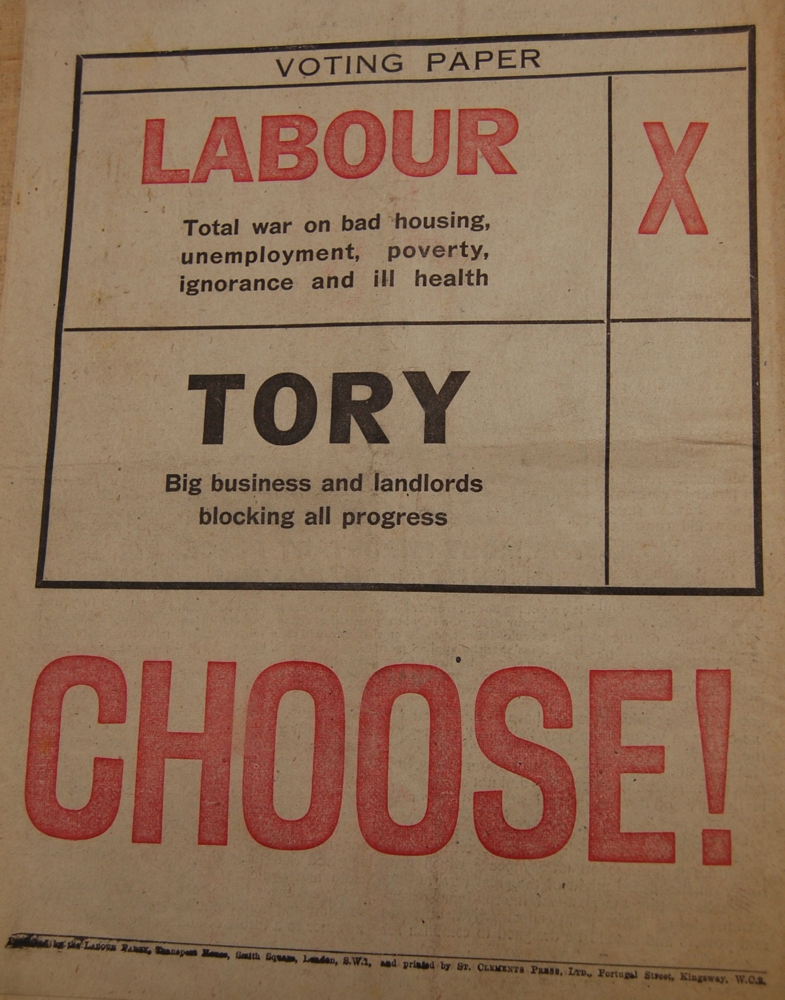 VOTING PAPER
LABOUR
X
Total war on bad housing,
unemployment, poverty,
ignorance and ill health
TORY
Big business and landlords
blocking all progress
CHOOSE!
by the LABOUR PARTY, Transport House, Smith Square, London, S.W.1, and printed by ST. CLEMENTS PRESS, LTD., Portugal Street, Kingsway, W.C.2.